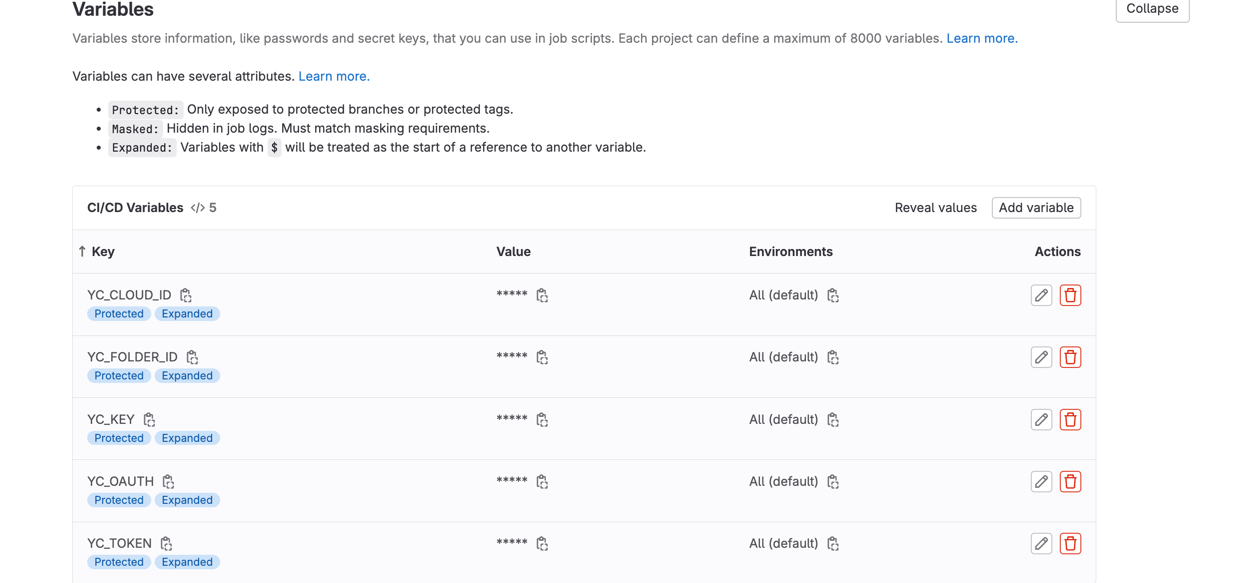 Variables
Collapse
Variables store information, like passwords and secret keys, that you can use in job scripts. Each project can define a maximum of 8000 variables. Learn more.
Variables can have several attributes. Learn more.
• Protected: Only exposed to protected branches or protected tags.
• Masked: Hidden in job logs. Must match masking requirements.
• Expanded: Variables with $ will be treated as the start of a reference to another variable.
CI/CD Variables </> 5 Reveal values Add variable
↑ Key Value Environments Actions
YC_CLOUD_ID ***** All (default)
Protected Expanded
YC_FOLDER_ID ***** All (default)
Protected Expanded
YC_KEY ***** All (default)
Protected Expanded
YC_OAUTH ***** All (default)
Protected Expanded
YC_TOKEN ***** All (default)
Protected Expanded